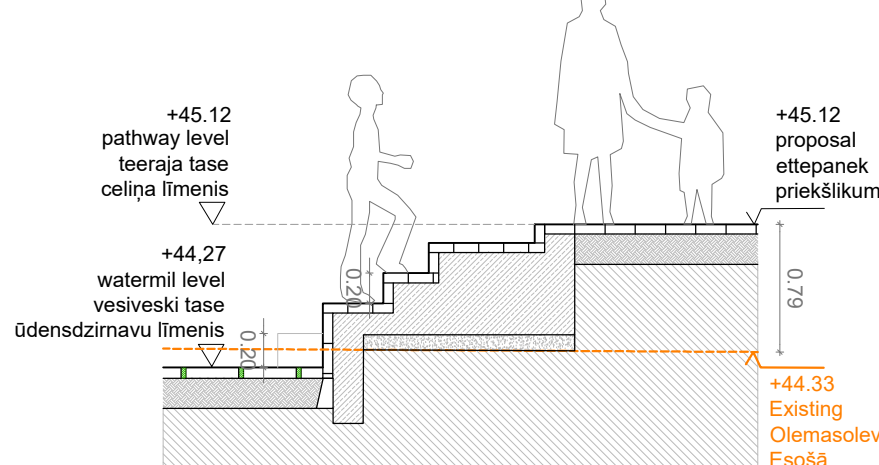 +45.12
pathway level
teeraja tase
celiņa līmenis
+44,27
watermil level
vesiveski tase
ūdensdzirnavu līmenis
0.20
0.20
+45.12
proposal
ettepanek
priekšlikum
0.79
+44.33
Existing
Olemasolev
Esošā